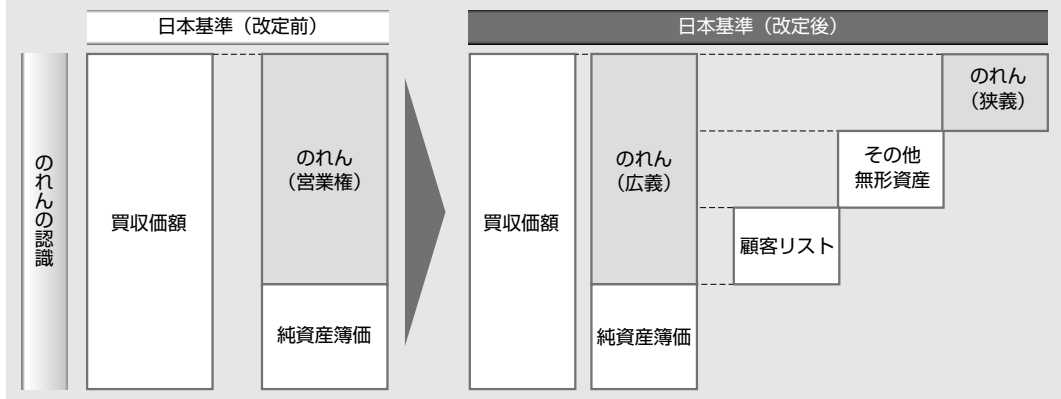 日本基準（改定前）
日本基準（改定後）
のれんの認識
買収価額
のれん
（営業権）
純資産簿価
買収価額
のれん
（広義）
純資産簿価
顧客リスト
その他
無形資産
のれん
（狭義）